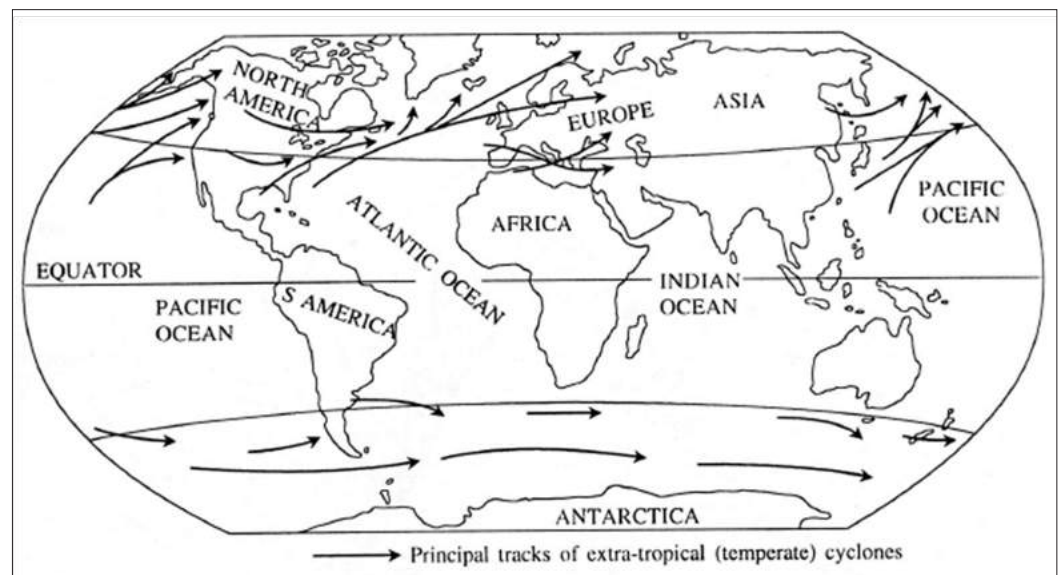 NORTH
AMERICA
ASIA
EUROPE
PACIFIC
OCEAN
ATLANTIC OCEAN
AFRICA
EQUATOR
INDIAN
OCEAN
S AMERICA
PACIFIC
OCEAN
ANTARCTICA
Principal tracks of extra-tropical (temperate) cyclones